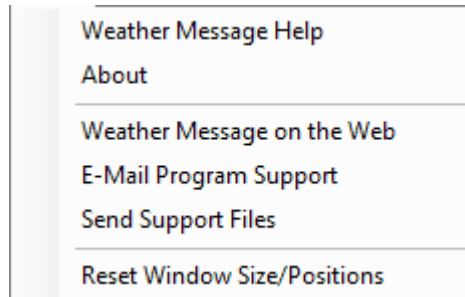 Weather Message Help
About
Weather Message on the Web
E-Mail Program Support
Send Support Files
Reset Window Size/Positions